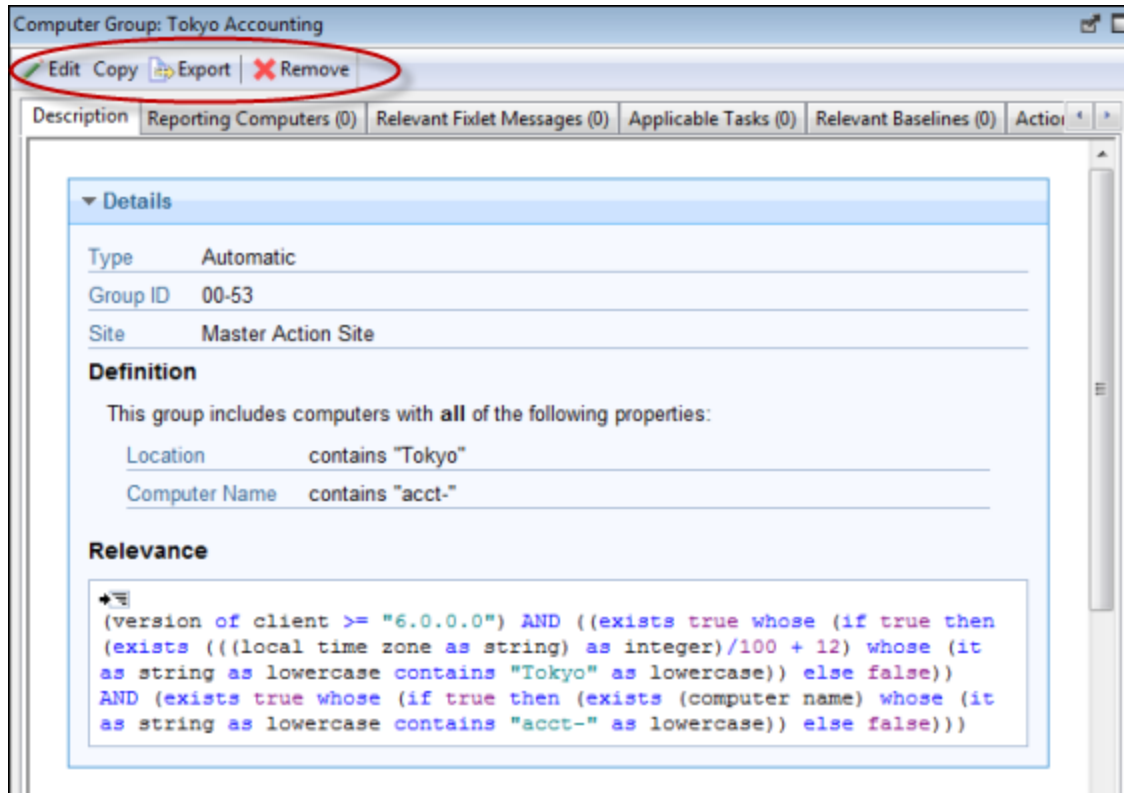 Computer Group: Tokyo Accounting
Edit Copy Export Remove
Description Reporting Computers (0) Relevant Fixlet Messages (0) Applicable Tasks (0) Relevant Baselines (0) Action
Details
Type Automatic
Group ID 00-53
Site Master Action Site
Definition
This group includes computers with all of the following properties:
Location contains "Tokyo"
Computer Name contains "acct-"
Relevance
(version of client >= "6.0.0.0") AND ((exists true whose (if true then
(exists (((local time zone as string) as integer)/100 + 12) whose (it
as string as lowercase contains "Tokyo" as lowercase)) else false))
AND (exists true whose (if true then (exists (computer name) whose (it
as string as lowercase contains "acct-" as lowercase)) else false)))